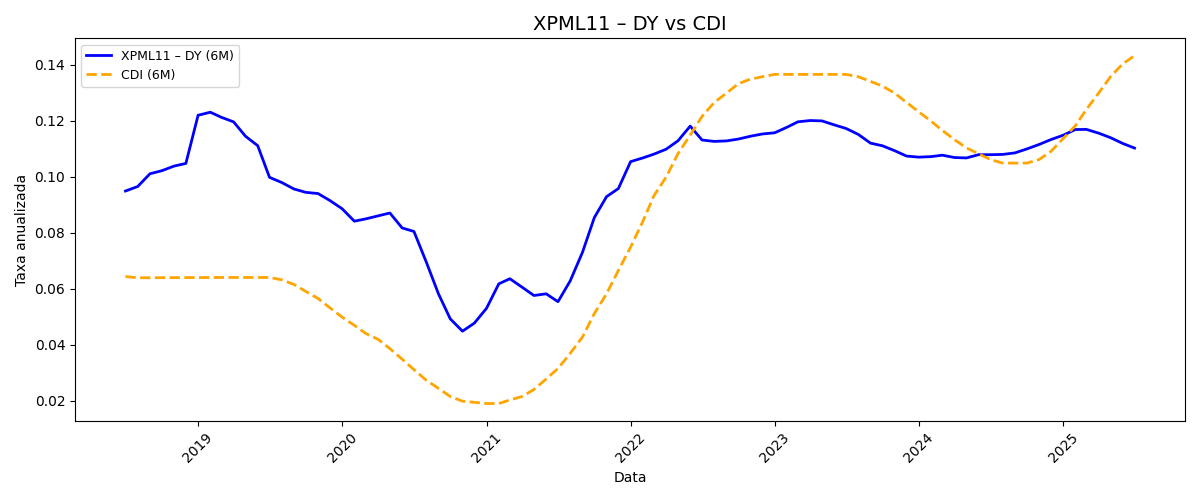 XPML11 – DY vs CDI
XPML11 – DY (6M)
CDI (6M)
Taxa anualizada
0.14
0.12
0.10
0.08
0.06
0.04
0.02
2019
2020
2021
2022
2023
2024
2025
Data